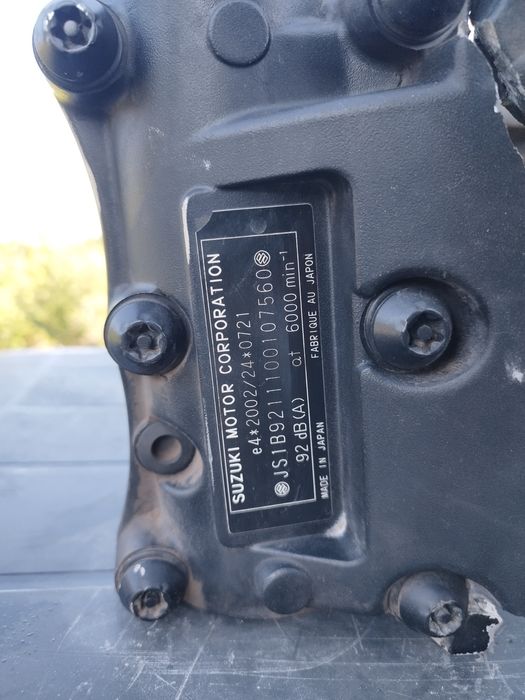 SUZUKI MOTOR CORPORATION
e4*2002/24*0721
JS1B9211100107560
92 dB(A) at 6000 min-1
MADE IN JAPAN FABRIQUE AU JAPON